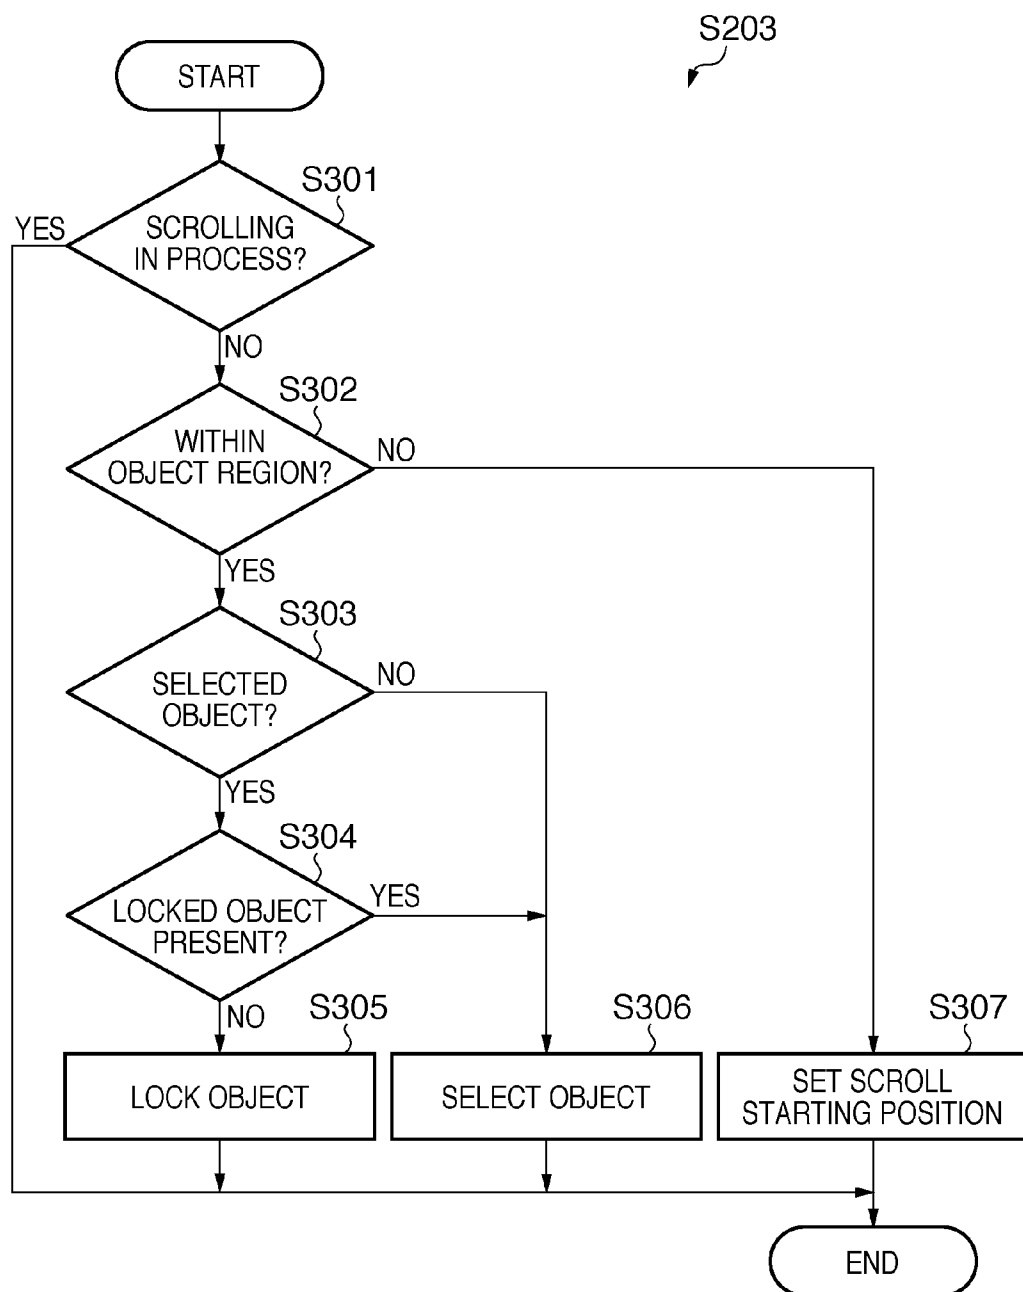 S203
START
S301
YES
SCROLLING
IN PROCESS?
NO
S302
WITHIN
OBJECT REGION?
NO
YES
S303
SELECTED
OBJECT?
NO
YES
S304
LOCKED OBJECT
PRESENT?
YES
NO
S305
S306
S307
LOCK OBJECT
SELECT OBJECT
SET SCROLL
STARTING POSITION
END